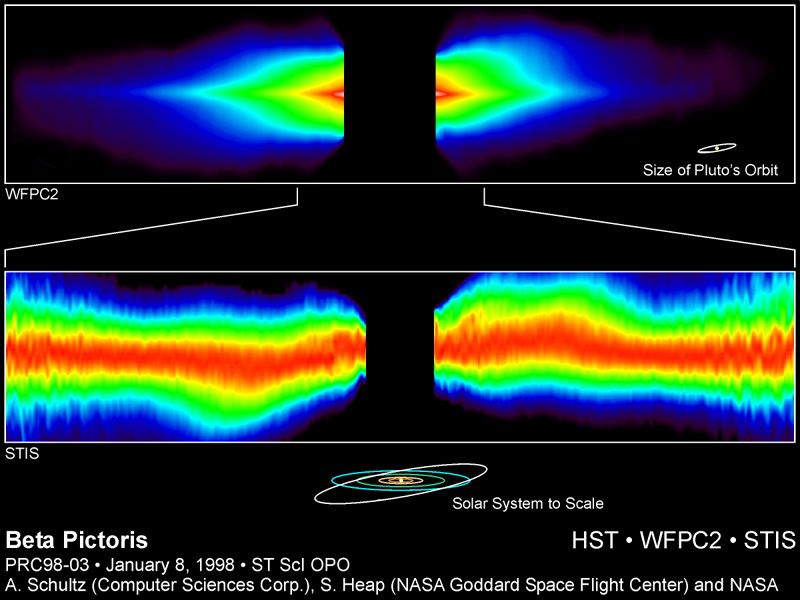 Size of Pluto's Orbit
WFPC2
STIS
Solar System to Scale
Beta Pictoris
HST • WFPC2 • STIS
PRC98-03 • January 8, 1998 • ST ScI OPO
A. Schultz (Computer Sciences Corp.), S. Heap (NASA Goddard Space Flight Center) and NASA